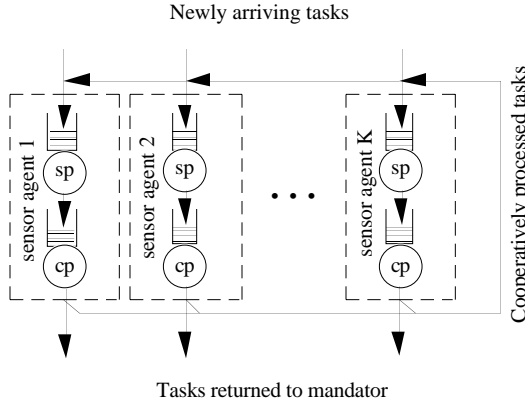 Newly arriving tasks
sensor agent 1
sp
cp
sensor agent 2
sp
cp
...
sensor agent K
sp
cp
Cooperatively processed tasks
Tasks returned to mandator